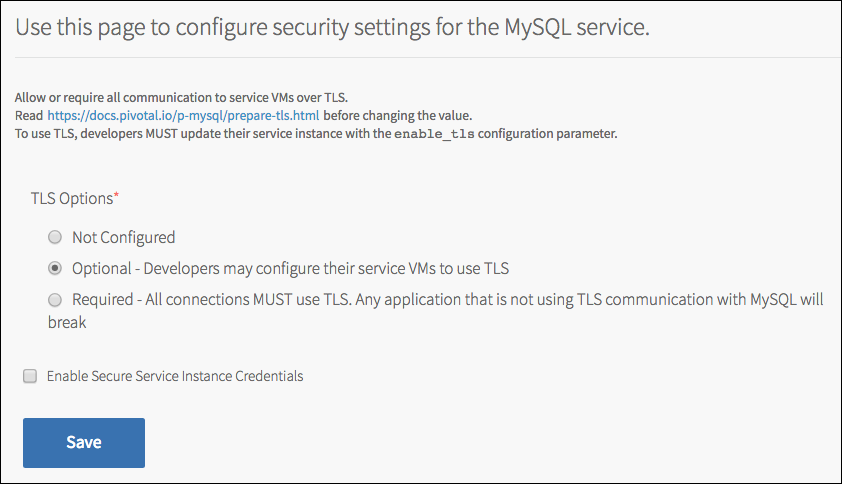 Use this page to configure security settings for the MySQL service.
Allow or require all communication to service VMs over TLS.
Read https://docs.pivotal.io/p-mysql/prepare-tls.html before changing the value.
To use TLS, developers MUST update their service instance with the enable_tls configuration parameter.
TLS Options*
Not Configured
Optional - Developers may configure their service VMs to use TLS
Required - All connections MUST use TLS. Any application that is not using TLS communication with MySQL will
break
Enable Secure Service Instance Credentials
Save